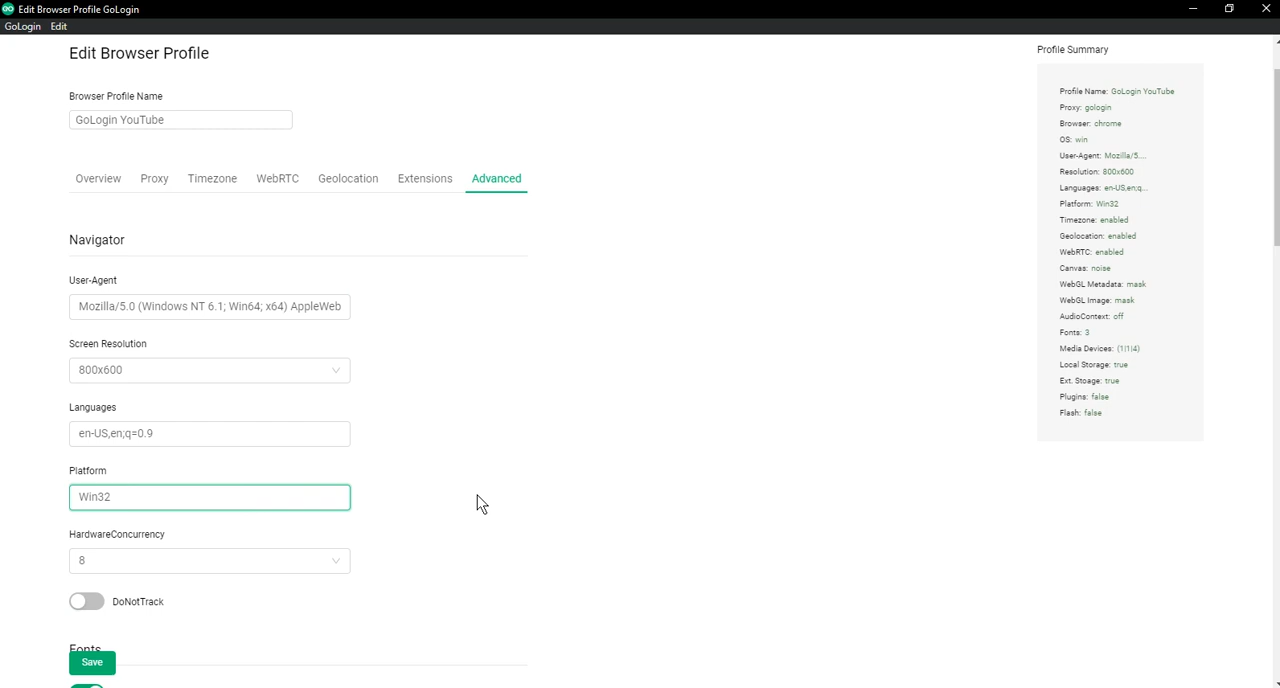 Edit Browser Profile GoLogin
GoLogin Edit
Edit Browser Profile
Browser Profile Name
GoLogin YouTube
Overview Proxy Timezone WebRTC Geolocation Extensions Advanced
Navigator
User-Agent
Mozilla/5.0 (Windows NT 6.1; Win64; x64) AppleWeb
Screen Resolution
800x600
Languages
en-US,en;q=0.9
Platform
Win32
HardwareConcurrency
8
DoNotTrack
Fonts
Save
Profile Summary
Profile Name: GoLogin YouTube
Proxy: gologin
Browser: chrome
OS: win
User-Agent: Mozilla/5....
Resolution: 800x600
Languages: en-US,en;q...
Platform: Win32
Timezone: enabled
Geolocation: enabled
WebRTC: enabled
Canvas: noise
WebGL Metadata: mask
WebGL Image: mask
AudioContext: off
Fonts: 3
Media Devices: (1|1|4)
Local Storage: true
Ext. Stoage: true
Plugins: false
Flash: false